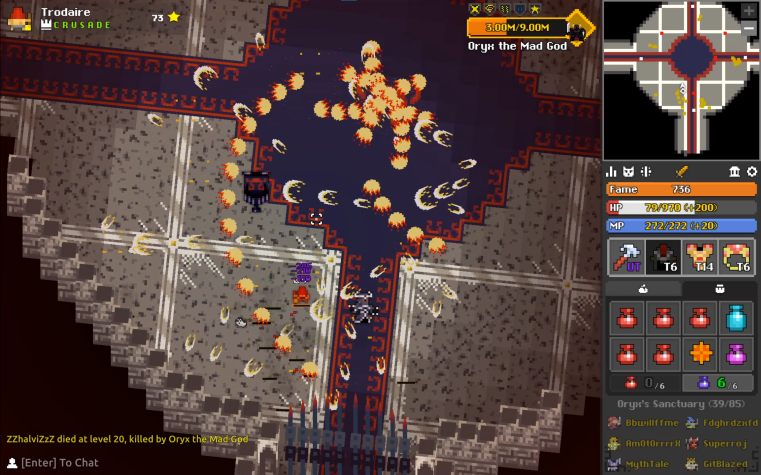 Trodaire
CRUSADE
73
3.00M/9.00M
Oryx the Mad God
Fame 736
HP 79/970 (+200)
MP 272/272 (+20)
UT T6 T14 T6
0/6 6/6
Oryx's Sanctuary (39/85)
Superroj
MythTale GitBlazed
ZZhalviZzZ died at level 20, killed by Oryx the Mad God
[Enter] To Chat